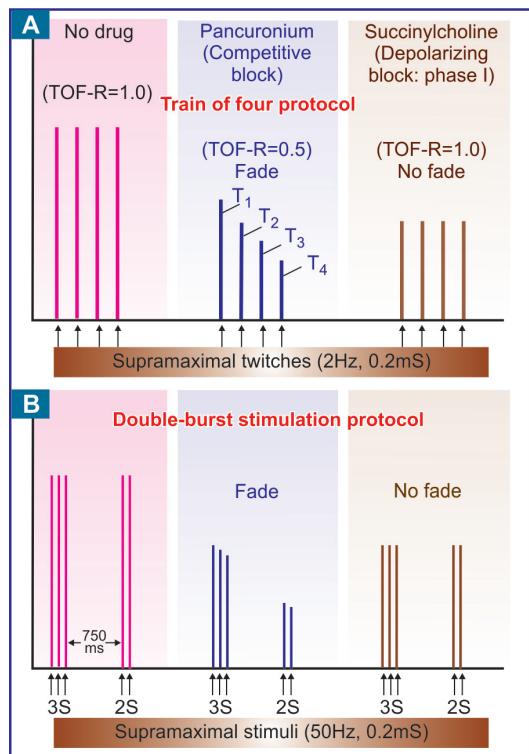 A
No drug
(TOF-R=1.0)
Pancuronium
(Competitive
block)
Succinylcholine
(Depolarizing
block: phase I)
Train of four protocol
(TOF-R=0.5)
Fade
(TOF-R=1.0)
No fade
T1
T2
T3
T4
Supramaximal twitches (2Hz, 0.2mS)
B
Double-burst stimulation protocol
Fade
No fade
750
ms
3S
2S
3S
2S
3S
2S
Supramaximal stimuli (50Hz, 0.2mS)